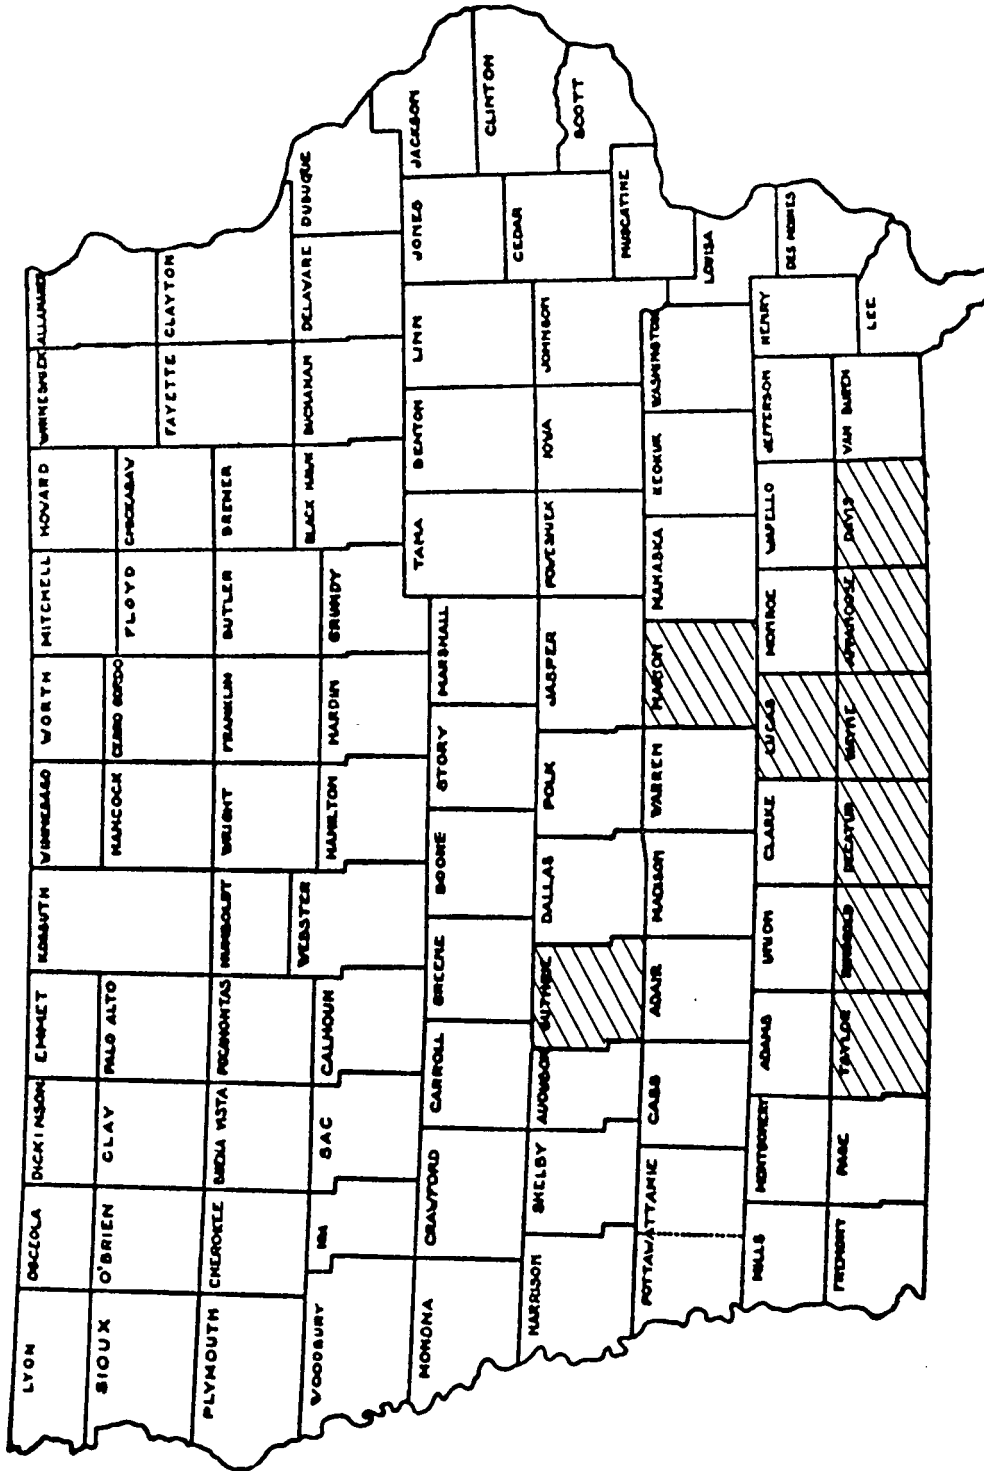 LYON
OSCEOLA
DICKINSON
EMMET
KOSSUTH
WINNEBAGO
WORTH
MITCHELL
HOWARD
WINNESHIEK
ALLAMAKEE
SIOUX
O'BRIEN
CLAY
PALO ALTO
HANCOCK
CERRO GORDO
FLOYD
CHICKASAW
FAYETTE
CLAYTON
PLYMOUTH
CHEROKEE
BUENA VISTA
POCAHONTAS
HUMBOLDT
WRIGHT
FRANKLIN
BUTLER
BREMER
WOODBURY
IDA
SAC
CALHOUN
WEBSTER
HAMILTON
HARDIN
GRUNDY
BLACK HAWK
BUCHANAN
DELAWARE
DUBUQUE
MONONA
CRAWFORD
CARROLL
GREENE
BOONE
STORY
MARSHALL
TAMA
BENTON
LINN
JONES
JACKSON
CLINTON
HARRISON
SHELBY
AUDUBON
GUTHRIE
DALLAS
POLK
JASPER
POWESHIEK
IOWA
JOHNSON
CEDAR
SCOTT
MUSCATINE
POTTAWATTAMIE
CASS
ADAIR
MADISON
WARREN
MARION
MAHASKA
KEOKUK
WASHINGTON
LOUISA
MILLS
MONTGOMERY
ADAMS
UNION
CLARKE
LUCAS
MONROE
WAPELLO
JEFFERSON
HENRY
DES MOINES
FREMONT
PAGE
TAYLOR
RINGGOLD
DECATUR
WAYNE
APPANOOSE
DAVIS
VAN BUREN
LEE